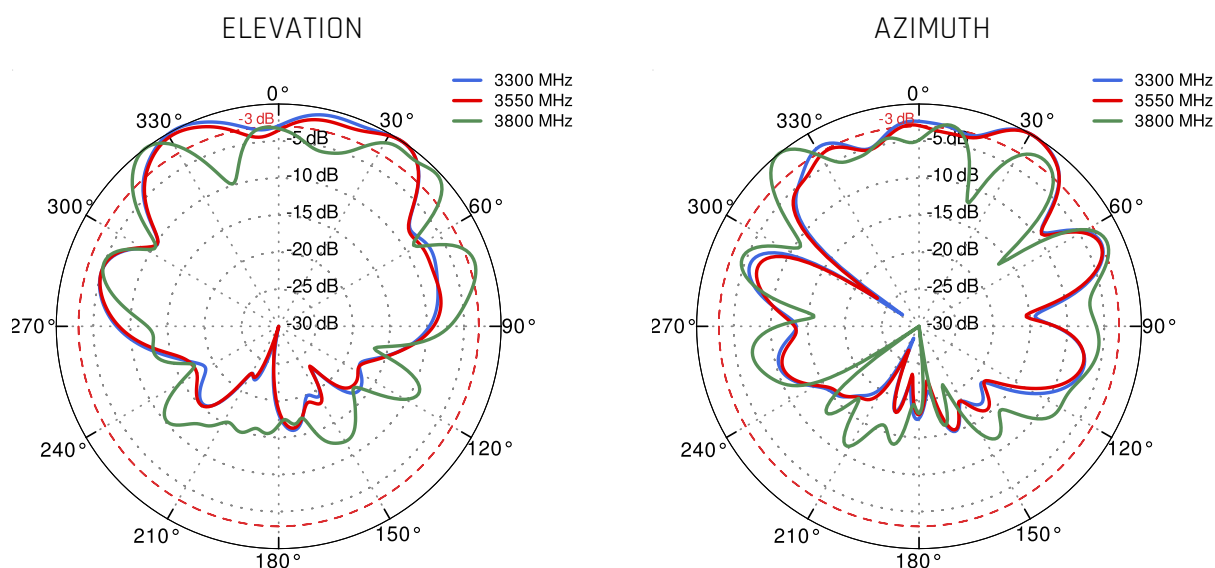 ELEVATION
3300 MHz
3550 MHz
3800 MHz
0°
-3 dB
330°
30°
-5 dB
-10 dB
300°
60°
-15 dB
-20 dB
-25 dB
270°
-30 dB
90°
240°
120°
210°
150°
180°
AZIMUTH
3300 MHz
3550 MHz
3800 MHz
0°
-3 dB
330°
30°
-5 dB
-10 dB
300°
60°
-15 dB
-20 dB
-25 dB
270°
-30 dB
90°
240°
120°
210°
150°
180°